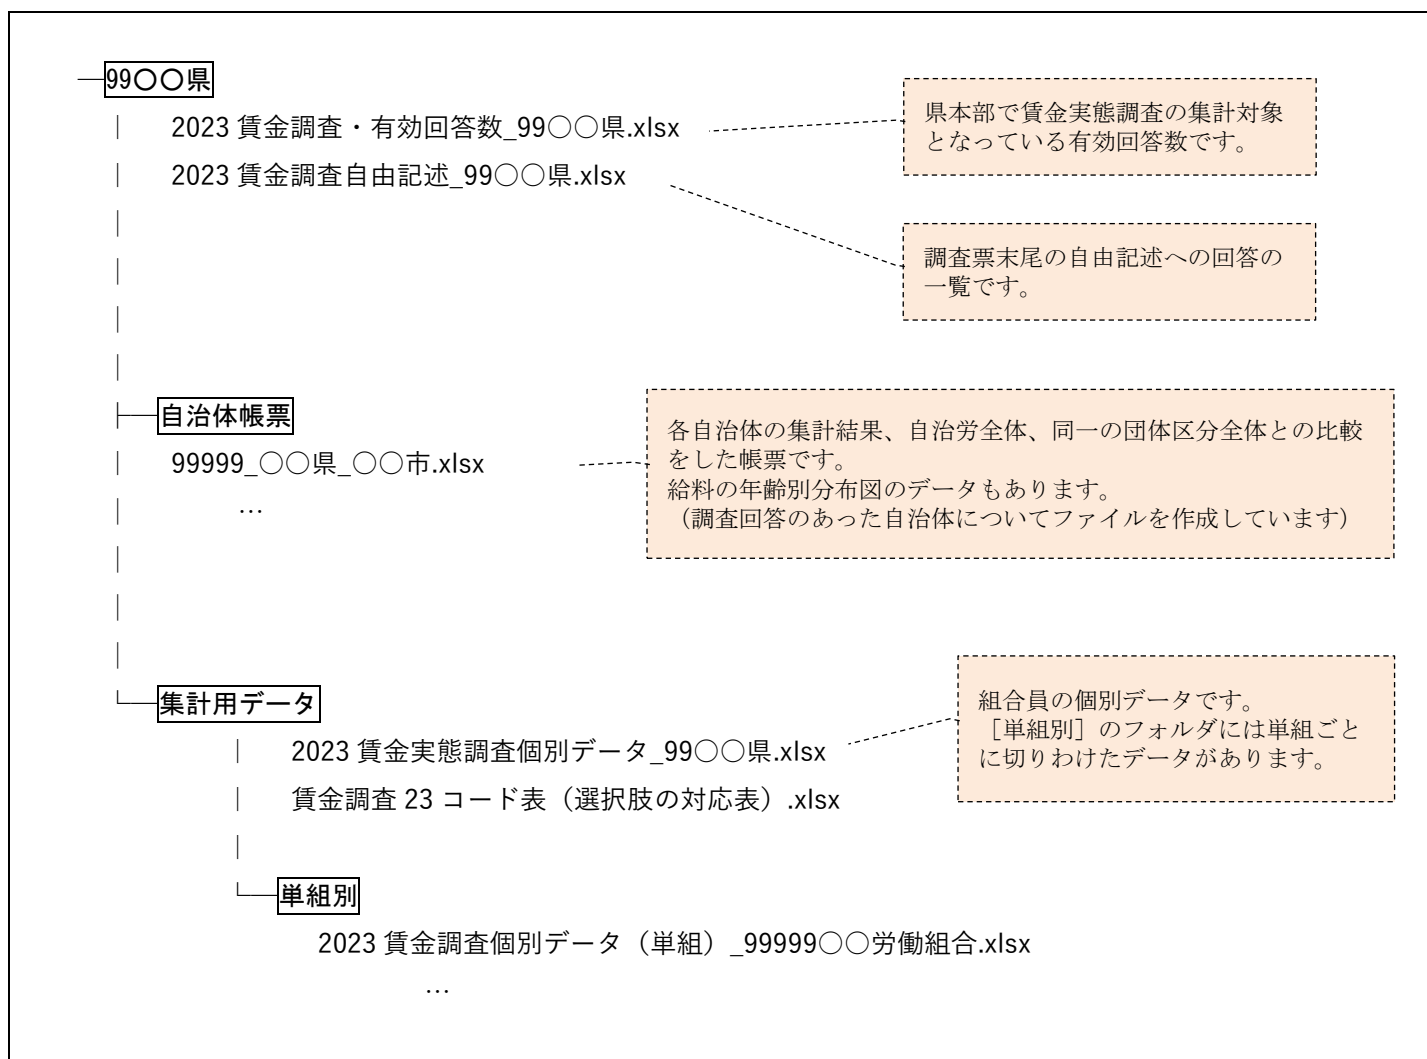 99〇〇県
2023 賃金調査・有効回答数_99〇〇県.xlsx
県本部で賃金実態調査の集計対象
となっている有効回答数です。
2023 賃金調査自由記述_99〇〇県.xlsx
調査票末尾の自由記述への回答の
一覧です。
自治体帳票
99999_〇〇県_〇〇市.xlsx
…
各自治体の集計結果、自治労全体、同一の団体区分全体との比較
をした帳票です。
給料の年齢別分布図のデータもあります。
（調査回答のあった自治体についてファイルを作成しています）
集計用データ
2023 賃金実態調査個別データ_99〇〇県.xlsx
賃金調査 23 コード表（選択肢の対応表）.xlsx
組合員の個別データです。
［単組別］のフォルダには単組ごと
に切りわけたデータがあります。
単組別
2023 賃金調査個別データ（単組）_99999〇〇労働組合.xlsx
…